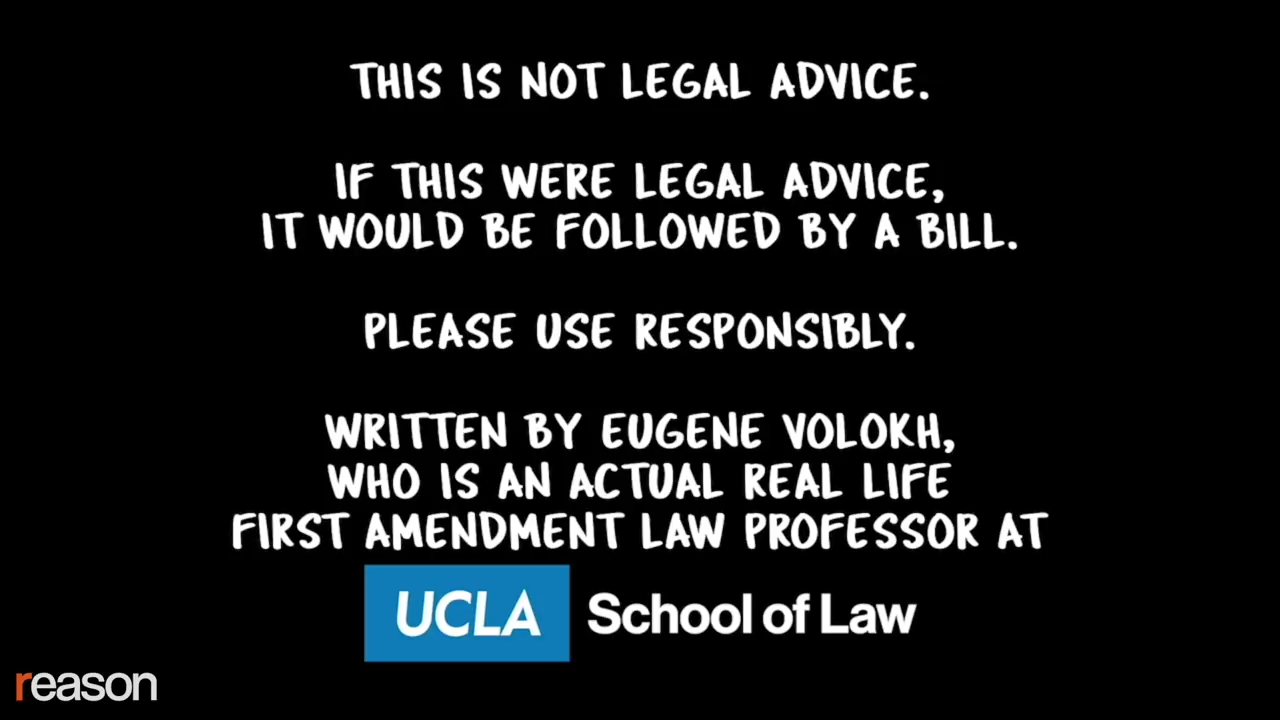 THIS IS NOT LEGAL ADVICE.
IF THIS WERE LEGAL ADVICE,
IT WOULD BE FOLLOWED BY A BILL.
PLEASE USE RESPONSIBLY.
WRITTEN BY EUGENE VOLOKH,
WHO IS AN ACTUAL REAL LIFE
FIRST AMENDMENT LAW PROFESSOR AT
UCLA School of Law
reason